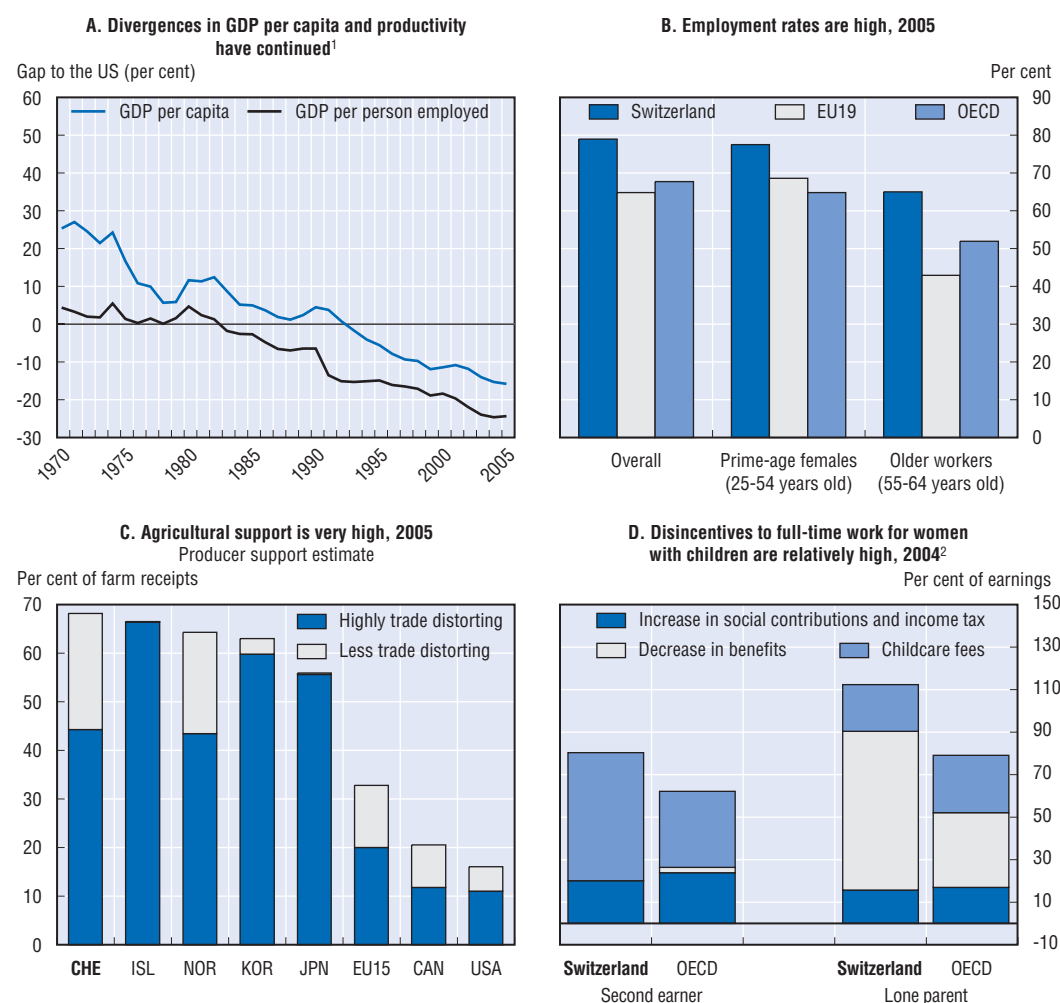 A. Divergences in GDP per capita and productivity
have continued1
Gap to the US (per cent)
GDP per capita
GDP per person employed
60
50
40
30
20
10
0
-10
-20
-30
1970
1975
1980
1985
1990
1995
2000
2005
B. Employment rates are high, 2005
Per cent
Switzerland
EU19
OECD
90
80
70
60
50
40
30
20
10
0
Overall
Prime-age females
(25-54 years old)
Older workers
(55-64 years old)
C. Agricultural support is very high, 2005
Producer support estimate
Per cent of farm receipts
Highly trade distorting
Less trade distorting
70
60
50
40
30
20
10
0
CHE
ISL
NOR
KOR
JPN
EU15
CAN
USA
D. Disincentives to full-time work for women
with children are relatively high, 20042
Per cent of earnings
Increase in social contributions and income tax
Decrease in benefits
Childcare fees
150
130
110
90
70
50
30
10
-10
Switzerland
OECD
Switzerland
OECD
Second earner
Lone parent